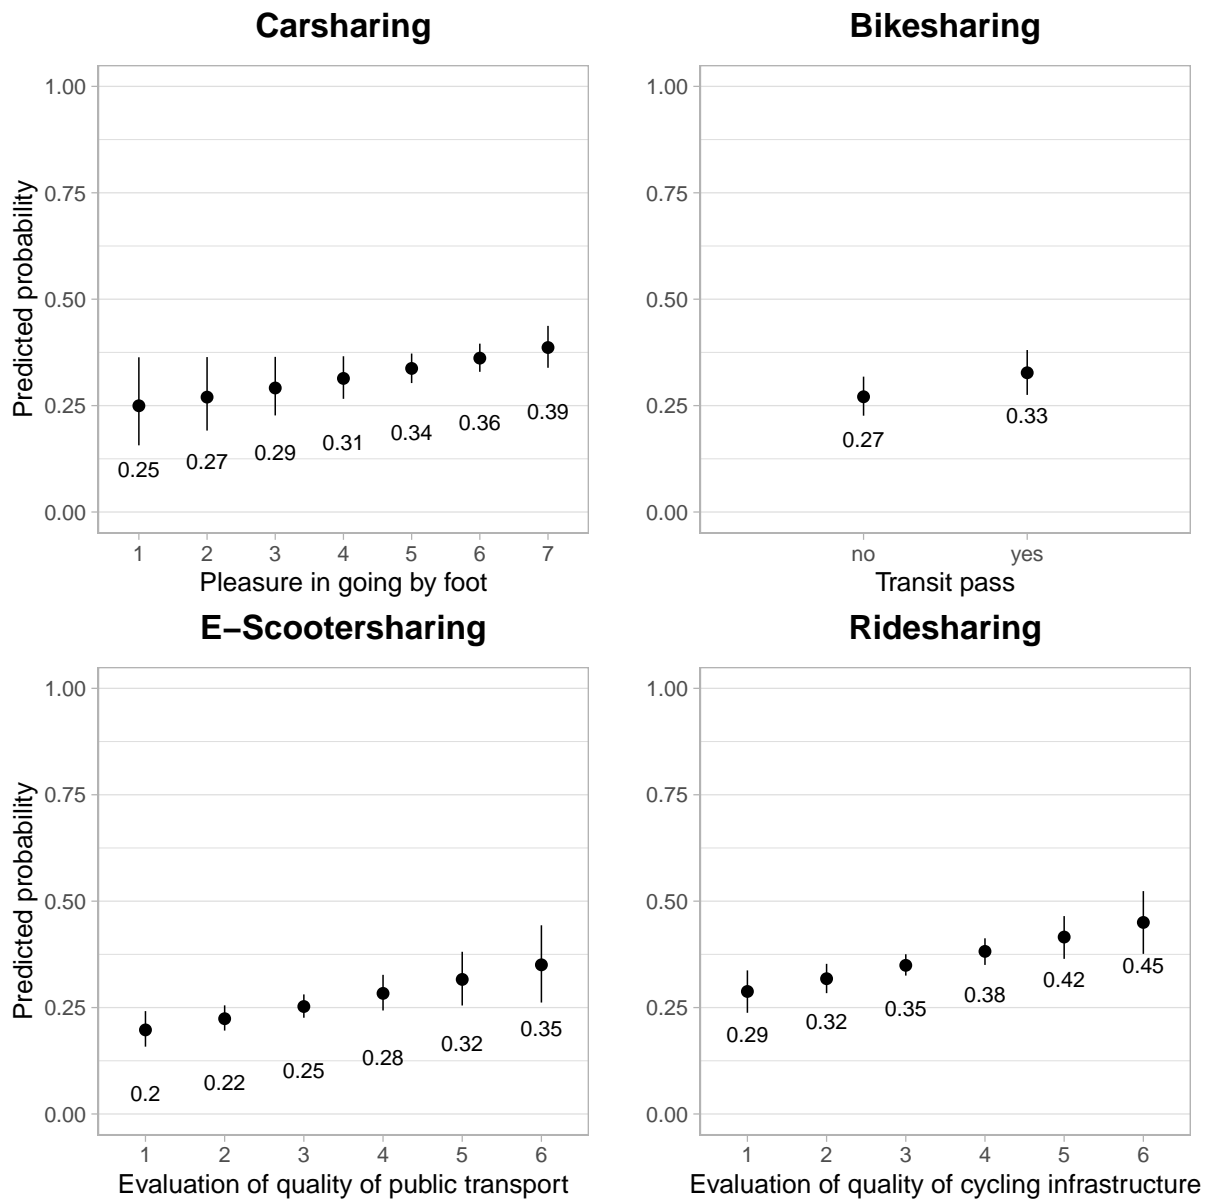 Carsharing
Predicted probability
1.00
0.75
0.50
0.25
0.00
0.25
0.27
0.29
0.31
0.34
0.36
0.39
1 2 3 4 5 6 7
Pleasure in going by foot
Bikesharing
1.00
0.75
0.50
0.25
0.00
0.27
0.33
no yes
Transit pass
E−Scootersharing
Predicted probability
1.00
0.75
0.50
0.25
0.00
0.2
0.22
0.25
0.28
0.32
0.35
1 2 3 4 5 6
Evaluation of quality of public transport
Ridesharing
1.00
0.75
0.50
0.25
0.00
0.29
0.32
0.35
0.38
0.42
0.45
1 2 3 4 5 6
Evaluation of quality of cycling infrastructure